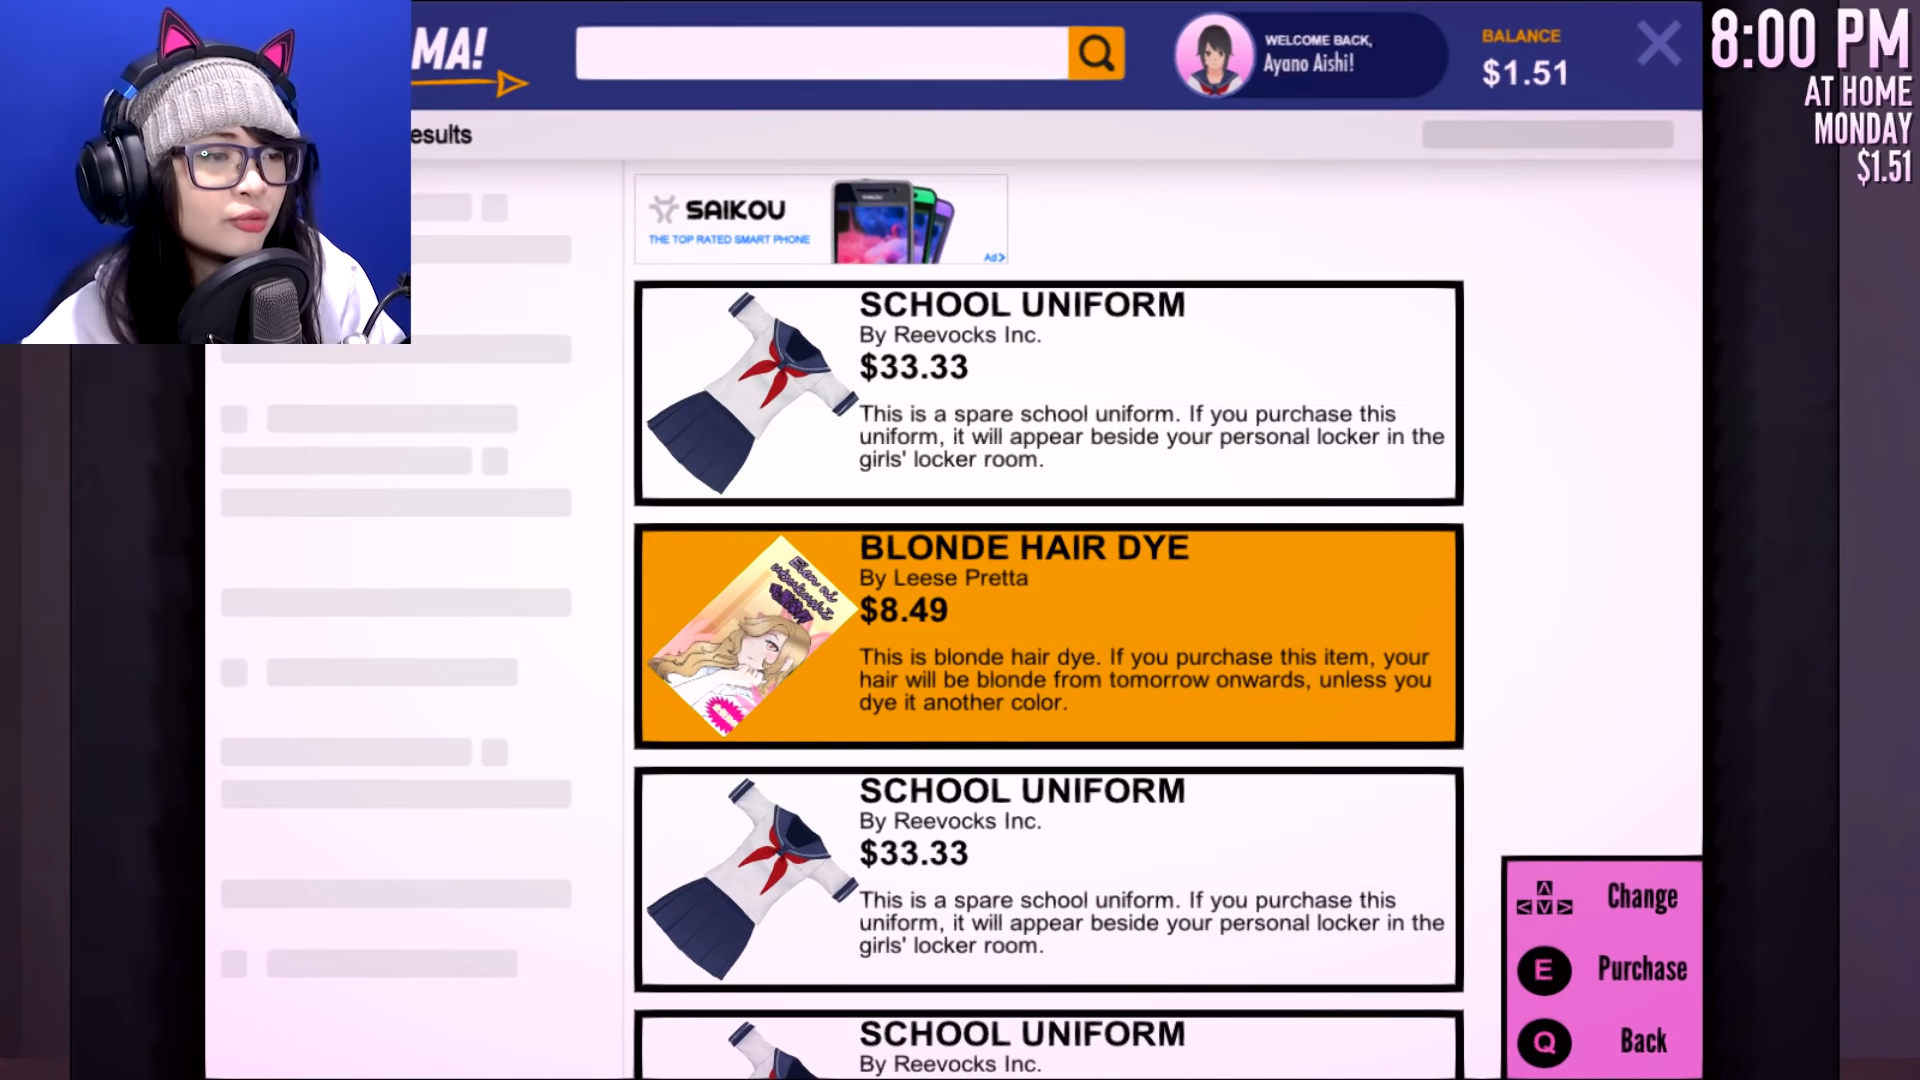 MA!
WELCOME BACK,
Ayano Aishi!
BALANCE
$1.51
8:00 PM
AT HOME
MONDAY
$1.51
esults
SAIKOU
THE TOP RATED SMART PHONE
Ad>
SCHOOL UNIFORM
By Reevocks Inc.
$33.33
This is a spare school uniform. If you purchase this
uniform, it will appear beside your personal locker in the
girls' locker room.
BLONDE HAIR DYE
By Leese Pretta
$8.49
This is blonde hair dye. If you purchase this item, your
hair will be blonde from tomorrow onwards, unless you
dye it another color.
SCHOOL UNIFORM
By Reevocks Inc.
$33.33
This is a spare school uniform. If you purchase this
uniform, it will appear beside your personal locker in the
girls' locker room.
SCHOOL UNIFORM
By Reevocks Inc.
Change
E Purchase
Q Back